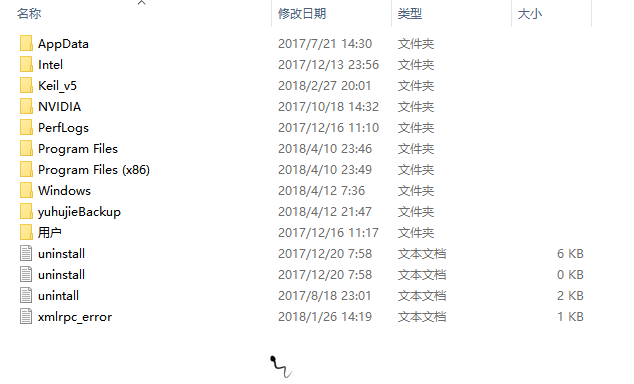 名称 修改日期 类型 大小
AppData 2017/7/21 14:30 文件夹
Intel 2017/12/13 23:56 文件夹
Keil_v5 2018/2/27 20:01 文件夹
NVIDIA 2017/10/18 14:32 文件夹
PerfLogs 2017/12/16 11:10 文件夹
Program Files 2018/4/10 23:46 文件夹
Program Files (x86) 2018/4/10 23:49 文件夹
Windows 2018/4/12 7:36 文件夹
yuhujieBackup 2018/4/12 21:47 文件夹
用户 2017/12/16 11:17 文件夹
uninstall 2017/12/20 7:58 文本文档 6 KB
uninstall 2017/12/20 7:58 文本文档 0 KB
unintall 2017/8/18 23:01 文本文档 2 KB
xmlrpc_error 2018/1/26 14:19 文本文档 1 KB